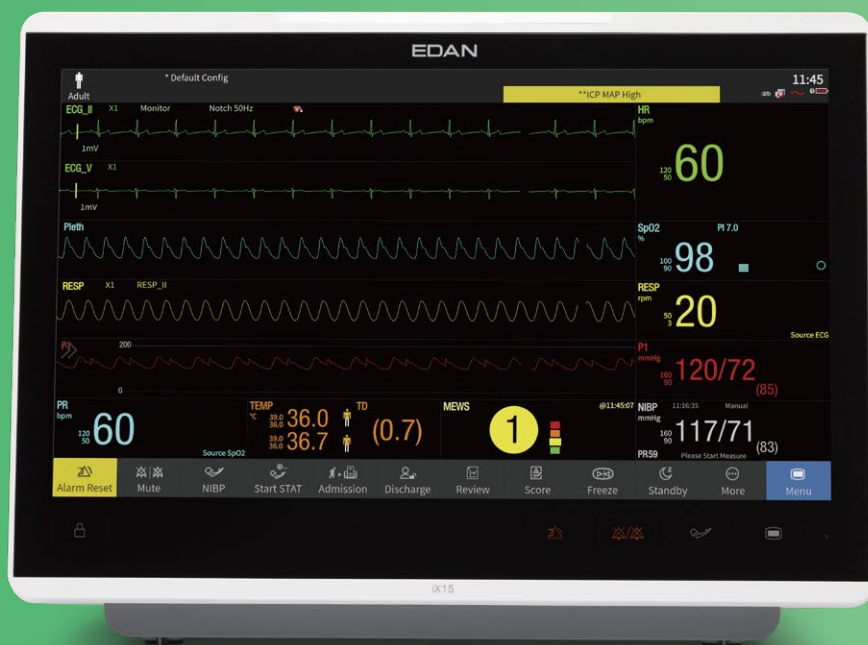 EDAN
Adult
* Default Config
**ICP MAP High
11:45
ECG_II X1 Monitor Notch 50Hz
1mV
HR
bpm
120
50
60
ECG_V X1
1mV
Pleth
SpO2
%
PI 7.0
100
90
98
RESP X1 RESP_II
RESP
rpm
50
3
20
Source ECG
P1
200
0
P1
mmHg
160
90
120/72
(85)
PR
bpm
120
50
60
Source SpO2
TEMP
°C
39.0
36.0
36.0
39.0
36.0
36.7
TD
(0.7)
MEWS
@11:45:07
1
NIBP 11:16:35 Manual
mmHg
160
90
117/71
(83)
PR59 Please Start Measure
Alarm Reset
Mute
NIBP
Start STAT
Admission
Discharge
Review
Score
Freeze
Standby
More
Menu
iX15